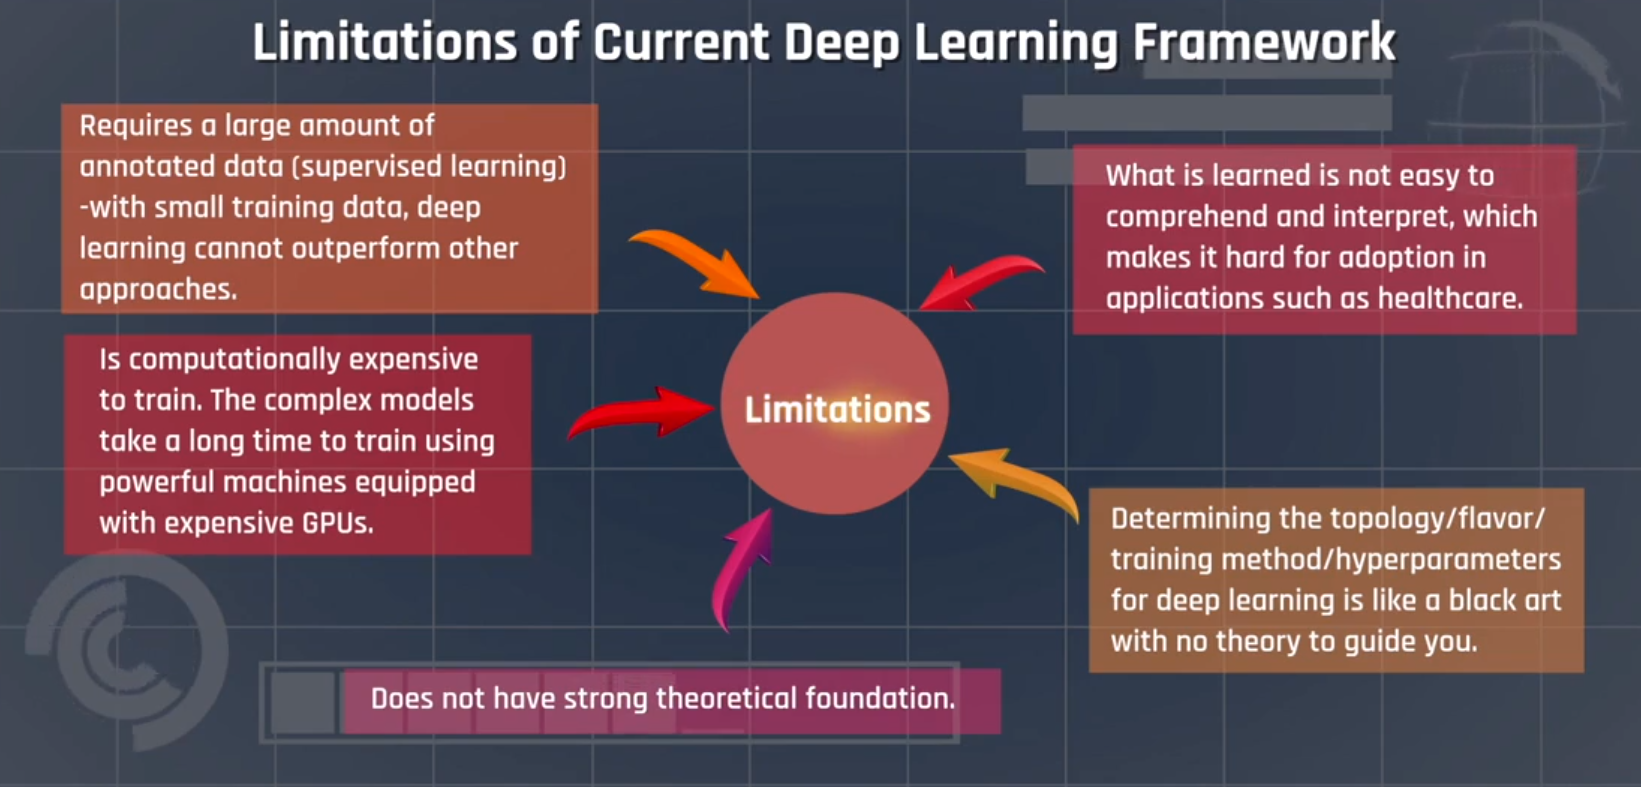 Limitations of Current Deep Learning Framework
Requires a large amount of
annotated data (supervised learning)
-with small training data, deep
learning cannot outperform other
approaches.
Is computationally expensive
to train. The complex models
take a long time to train using
powerful machines equipped
with expensive GPUs.
Does not have strong theoretical foundation.
Limitations
What is learned is not easy to
comprehend and interpret, which
makes it hard for adoption in
applications such as healthcare.
Determining the topology/flavor/
training method/hyperparameters
for deep learning is like a black art
with no theory to guide you.